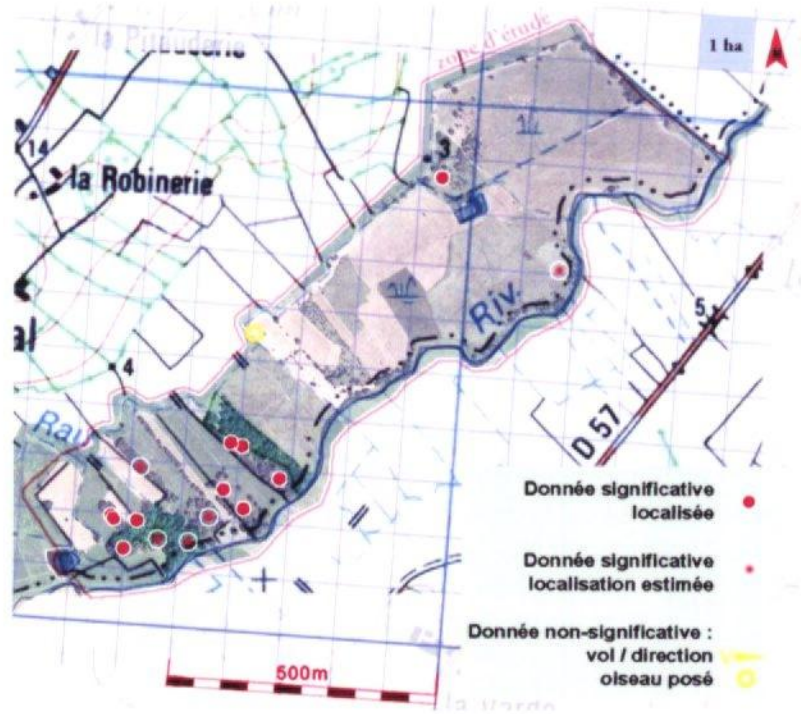 la Pitauderie
zone d'étude
1 ha
3
14
la Robinerie
Riv.
5
al
4
Rau
D 57
Donnée significative
localisée
Donnée significative
localisation estimée
Donnée non-significative :
vol / direction
oiseau posé
500m
la Varde